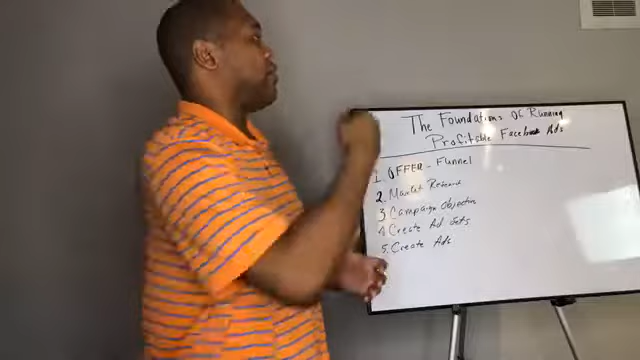 The Foundations Of Running
Profitable Facebook Ads
1. OFFER - Funnel
2. Market Research
3 Campaign Objective
4. Create Ad Sets
5. Create Ads